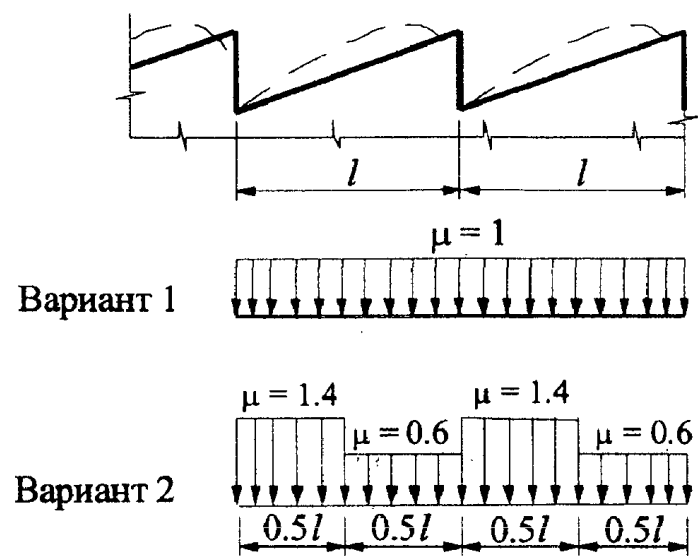 l l
μ = 1
Вариант 1
μ = 1.4 μ = 1.4
μ = 0.6 μ = 0.6
Вариант 2
0.5l 0.5l 0.5l 0.5l